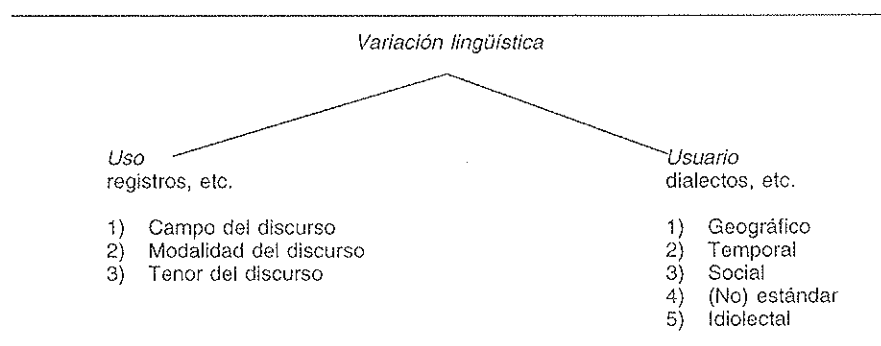 Variación lingüística
Uso
registros, etc.
1) Campo del discurso
2) Modalidad del discurso
3) Tenor del discurso
Usuario
dialectos, etc.
1) Geográfico
2) Temporal
3) Social
4) (No) estándar
5) Idiolectal